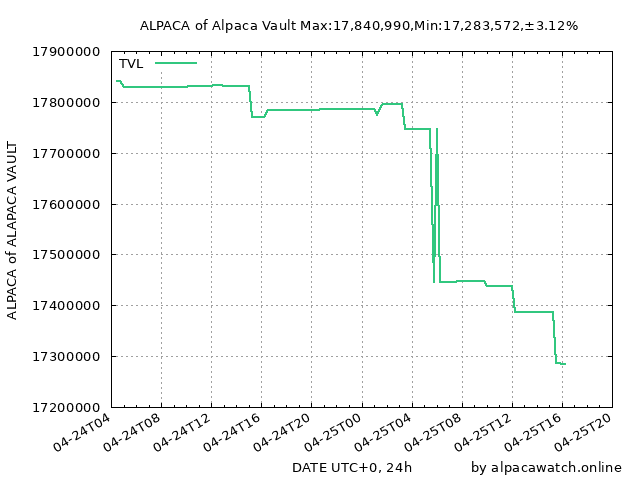 ALPACA of Alpaca Vault Max:17,840,990,Min:17,283,572,±3.12%
TVL
17900000
17800000
17700000
17600000
17500000
17400000
17300000
17200000
ALPACA of ALAPACA VAULT
04-24T04
04-24T08
04-24T12
04-24T16
04-24T20
04-25T00
04-25T04
04-25T08
04-25T12
04-25T16
04-25T20
DATE UTC+0, 24h
by alpacawatch.online